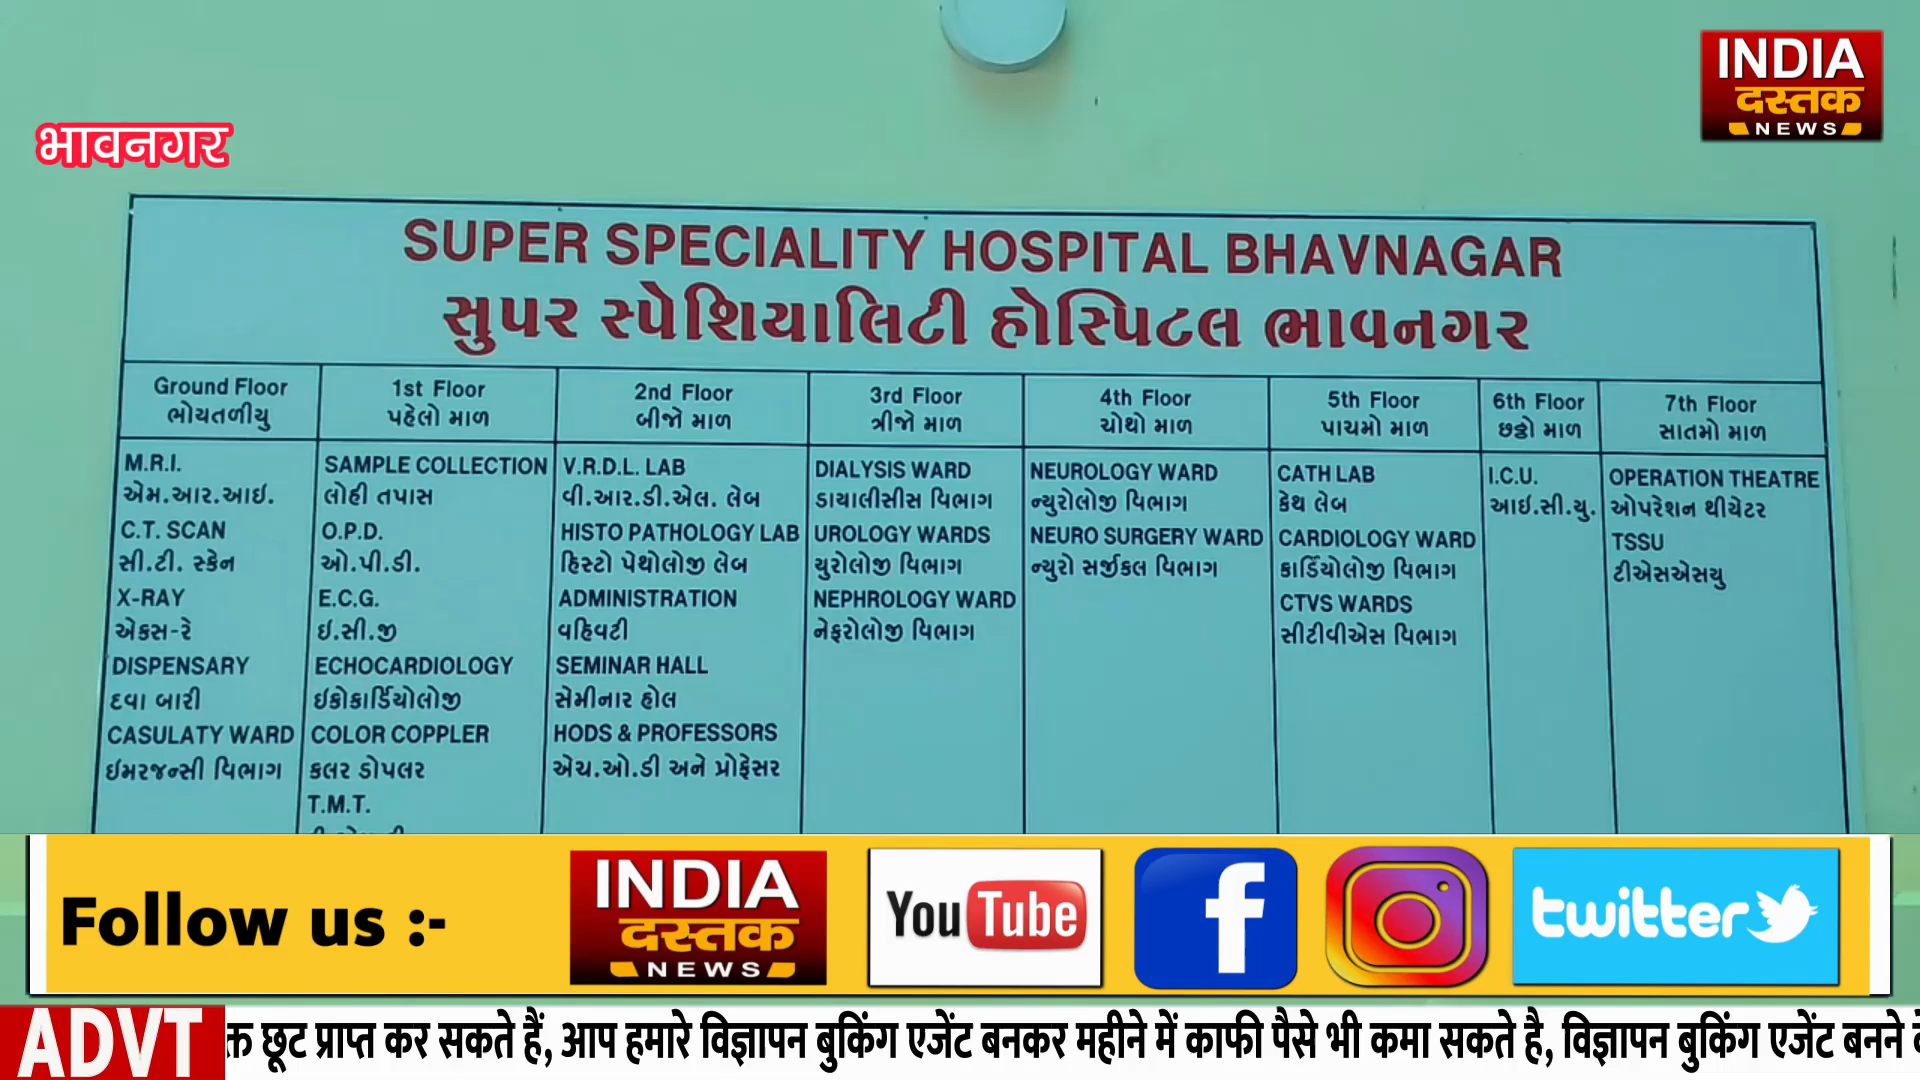 INDIA
दस्तक
NEWS
भावनगर
SUPER SPECIALITY HOSPITAL BHAVNAGAR
સુપર સ્પેશિયાલિટી હોસ્પિટલ ભાવનગર
Ground Floor
ભોયતળીયુ
M.R.I.
એમ.આર.આઇ.
C.T. SCAN
સી.ટી. સ્કેન
X-RAY
એકસ-રે
DISPENSARY
દવા બારી
CASULATY WARD
ઇમરજન્સી વિભાગ
1st Floor
પહેલો માળ
SAMPLE COLLECTION
લોહી તપાસ
O.P.D.
ઓ.પી.ડી.
E.C.G.
ઇ.સી.જી
ECHOCARDIOLOGY
ઇકોકાર્ડિયોલોજી
COLOR COPPLER
કલર ડોપલર
T.M.T.
2nd Floor
બીજો માળ
V.R.D.L. LAB
વી.આર.ડી.એલ. લેબ
HISTO PATHOLOGY LAB
હિસ્ટો પેથોલોજી લેબ
ADMINISTRATION
વહિવટી
SEMINAR HALL
સેમીનાર હોલ
HODS & PROFESSORS
એચ.ઓ.ડી અને પ્રોફેસર
3rd Floor
ત્રીજો માળ
DIALYSIS WARD
ડાયાલીસીસ વિભાગ
UROLOGY WARDS
યુરોલોજી વિભાગ
NEPHROLOGY WARD
નેફરોલોજી વિભાગ
4th Floor
ચોથો માળ
NEUROLOGY WARD
ન્યુરોલોજી વિભાગ
NEURO SURGERY WARD
ન્યુરો સર્જીકલ વિભાગ
5th Floor
પાચમો માળ
CATH LAB
કેથ લેબ
CARDIOLOGY WARD
કાર્ડિયોલોજી વિભાગ
CTVS WARDS
સીટીવીએસ વિભાગ
6th Floor
છઠ્ઠો માળ
I.C.U.
આઇ.સી.યુ.
7th Floor
સાતમો માળ
OPERATION THEATRE
ઓપરેશન થીયેટર
TSSU
ટીએસએસયુ
Follow us :-
INDIA
दस्तक
NEWS
YouTube
f
twitter
ADVT
छूट प्राप्त कर सकते हैं, आप हमारे विज्ञापन बुकिंग एजेंट बनकर महीने में काफी पैसे भी कमा सकते है, विज्ञापन बुकिंग एजेंट बनने